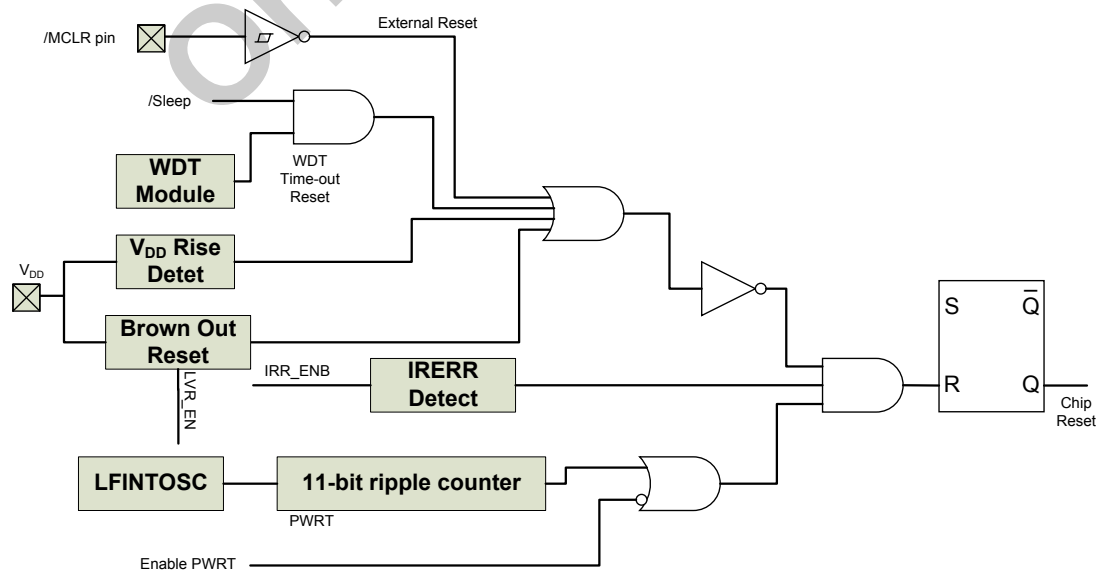 External Reset
/MCLR pin
/Sleep
WDT
Module
WDT
Time-out
Reset
VDD Rise
Detet
VDD
Brown Out
Reset
LVR_EN
IRR_ENB
IRERR
Detect
S
Q
R
Q
Chip
Reset
LFINTOSC
11-bit ripple counter
PWRT
Enable PWRT